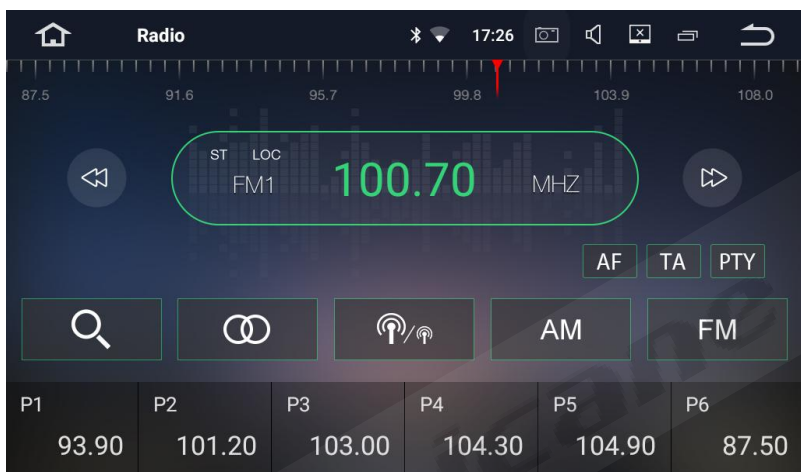 Radio 17:26
87.5 91.6 95.7 99.8 103.9 108.0
ST LOC
FM1 100.70 MHZ
AF TA PTY
AM FM
P1 P2 P3 P4 P5 P6
93.90 101.20 103.00 104.30 104.90 87.50
icane